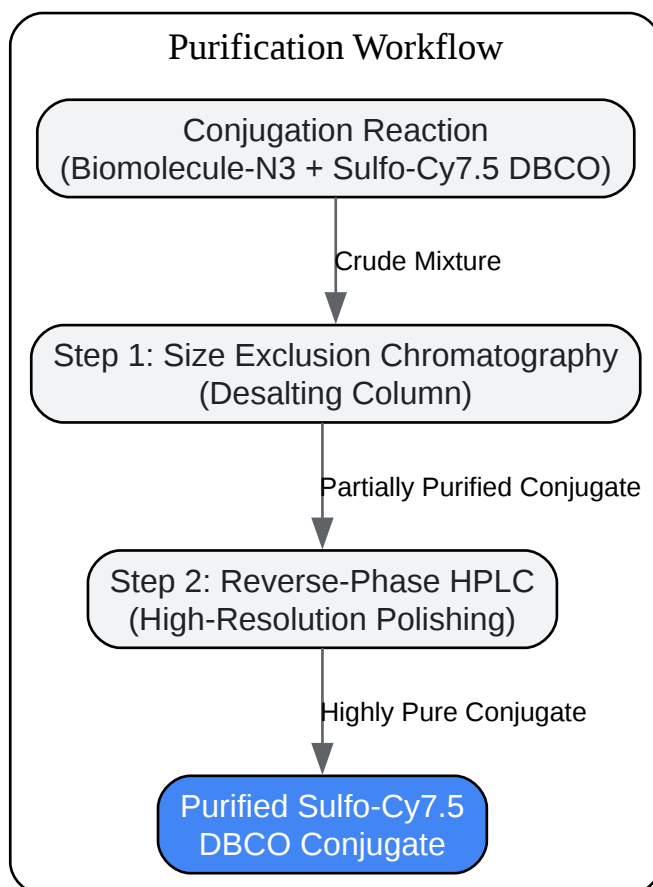 Purification Workflow
Conjugation Reaction
(Biomolecule-N3 + Sulfo-Cy7.5 DBCO)
Crude Mixture
Step 1: Size Exclusion Chromatography
(Desalting Column)
Partially Purified Conjugate
Step 2: Reverse-Phase HPLC
(High-Resolution Polishing)
Highly Pure Conjugate
Purified Sulfo-Cy7.5
DBCO Conjugate